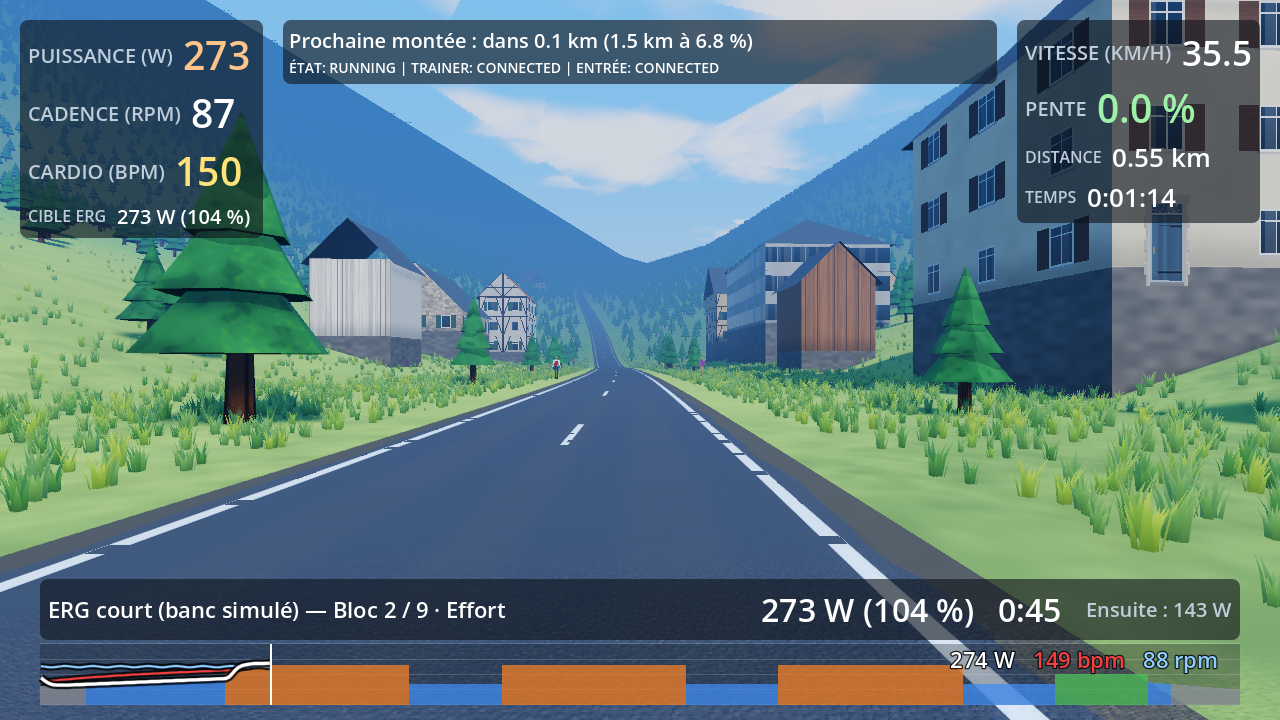 PUISSANCE (W) 273
CADENCE (RPM) 87
CARDIO (BPM) 150
CIBLE ERG 273 W (104 %)
Prochaine montée : dans 0.1 km (1.5 km à 6.8 %)
ÉTAT: RUNNING | TRAINER: CONNECTED | ENTRÉE: CONNECTED
VITESSE (KM/H) 35.5
PENTE 0.0 %
DISTANCE 0.55 km
TEMPS 0:01:14
ERG court (banc simulé) — Bloc 2 / 9 · Effort 273 W (104 %) 0:45 Ensuite : 143 W
274 W 149 bpm 88 rpm